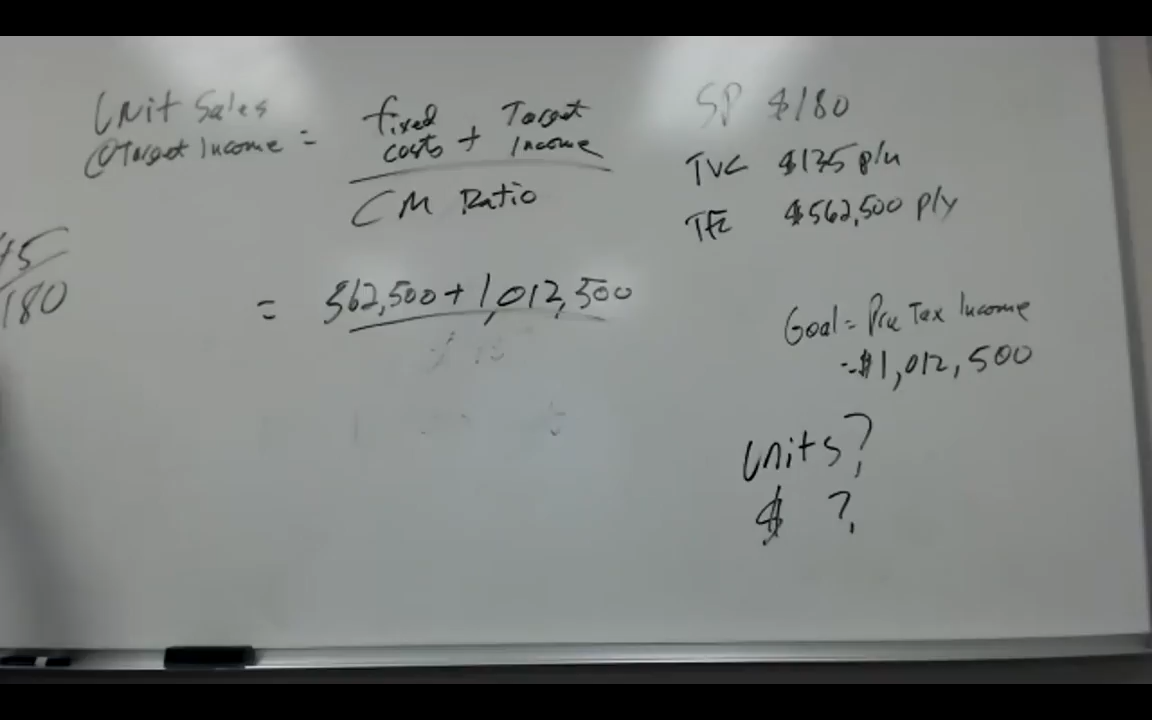 Unit Sales
@Target Income =
fixed costs + Target Income
CM Ratio
= 562,500 + 1,012,500
45
180
SP $180
TVC $135 p/u
TFC $562,500 p/y
Goal = Pre Tax Income
= $1,012,500
Units?
$ ?